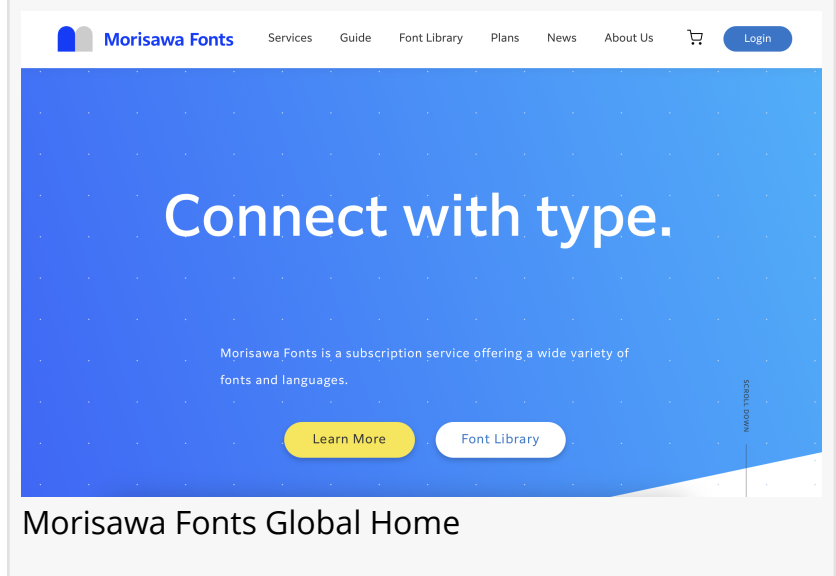 Morisawa Fonts
Services
Guide
Font Library
Plans
News
About Us
Login
Connect with type.
Morisawa Fonts is a subscription service offering a wide variety of
fonts and languages.
SCROLL DOWN
Learn More
Font Library
Morisawa Fonts Global Home